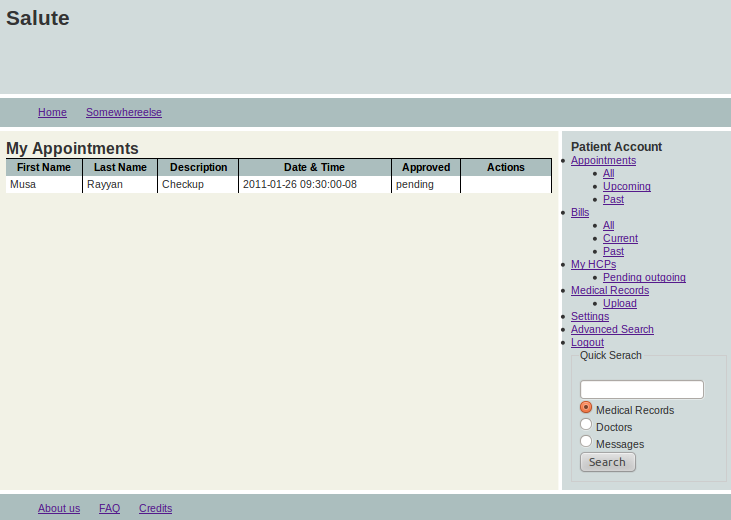 Salute
Home Somewhereelse
My Appointments
First Name Last Name Description Date & Time Approved Actions
Musa Rayyan Checkup 2011-01-26 09:30:00-08 pending
Patient Account
Appointments
All
Upcoming
Past
Bills
All
Current
Past
My HCPs
Pending outgoing
Medical Records
Upload
Settings
Advanced Search
Logout
Quick Serach
Medical Records
Doctors
Messages
Search
About us FAQ Credits